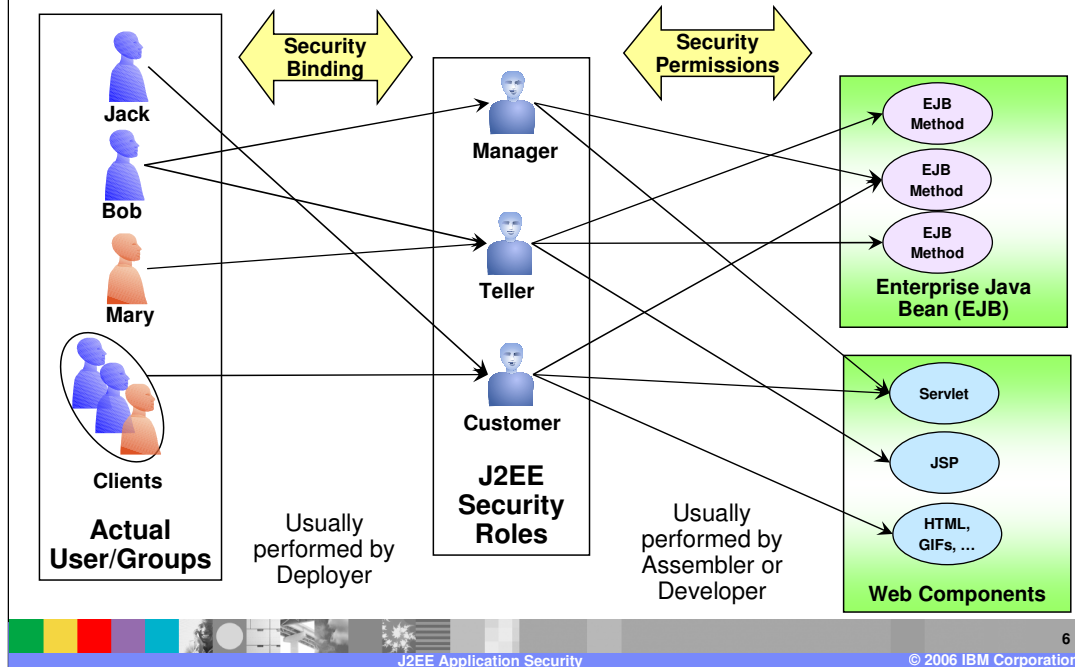 Security
Binding
Security
Permissions
Jack
Bob
Mary
Clients
Actual
User/Groups
Usually
performed by
Deployer
Manager
Teller
Customer
J2EE
Security
Roles
Usually
performed by
Assembler or
Developer
EJB
Method
EJB
Method
EJB
Method
Enterprise Java
Bean (EJB)
Servlet
JSP
HTML,
GIFs, …
Web Components
6
J2EE Application Security
© 2006 IBM Corporation